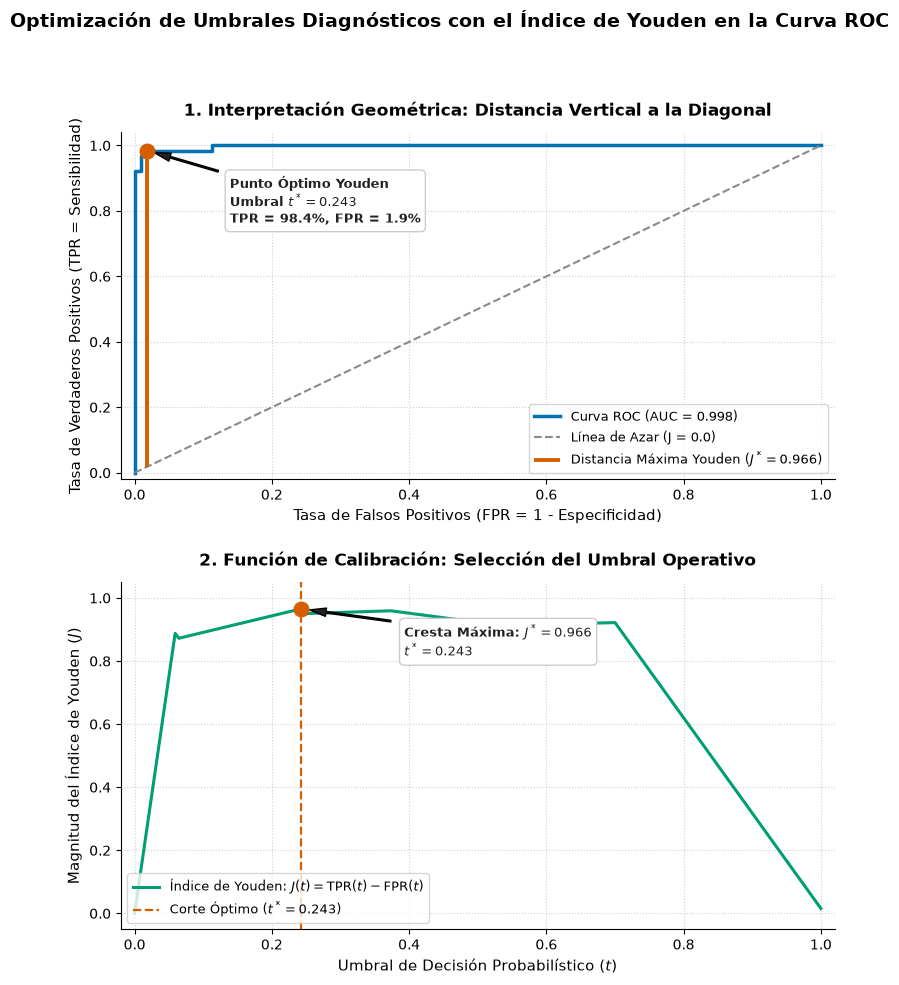 Optimización de Umbrales Diagnósticos con el Índice de Youden en la Curva ROC
1. Interpretación Geométrica: Distancia Vertical a la Diagonal
Tasa de Verdaderos Positivos (TPR = Sensibilidad)
1.0
0.8
0.6
0.4
0.2
0.0
Punto Óptimo Youden
Umbral t* = 0.243
TPR = 98.4%, FPR = 1.9%
Curva ROC (AUC = 0.998)
Línea de Azar (J = 0.0)
Distancia Máxima Youden (J* = 0.966)
0.0 0.2 0.4 0.6 0.8 1.0
Tasa de Falsos Positivos (FPR = 1 - Especificidad)
2. Función de Calibración: Selección del Umbral Operativo
Magnitud del Índice de Youden (J)
1.0
0.8
0.6
0.4
0.2
0.0
Cresta Máxima: J* = 0.966
t* = 0.243
Índice de Youden: J(t) = TPR(t) − FPR(t)
Corte Óptimo (t* = 0.243)
0.0 0.2 0.4 0.6 0.8 1.0
Umbral de Decisión Probabilístico (t)